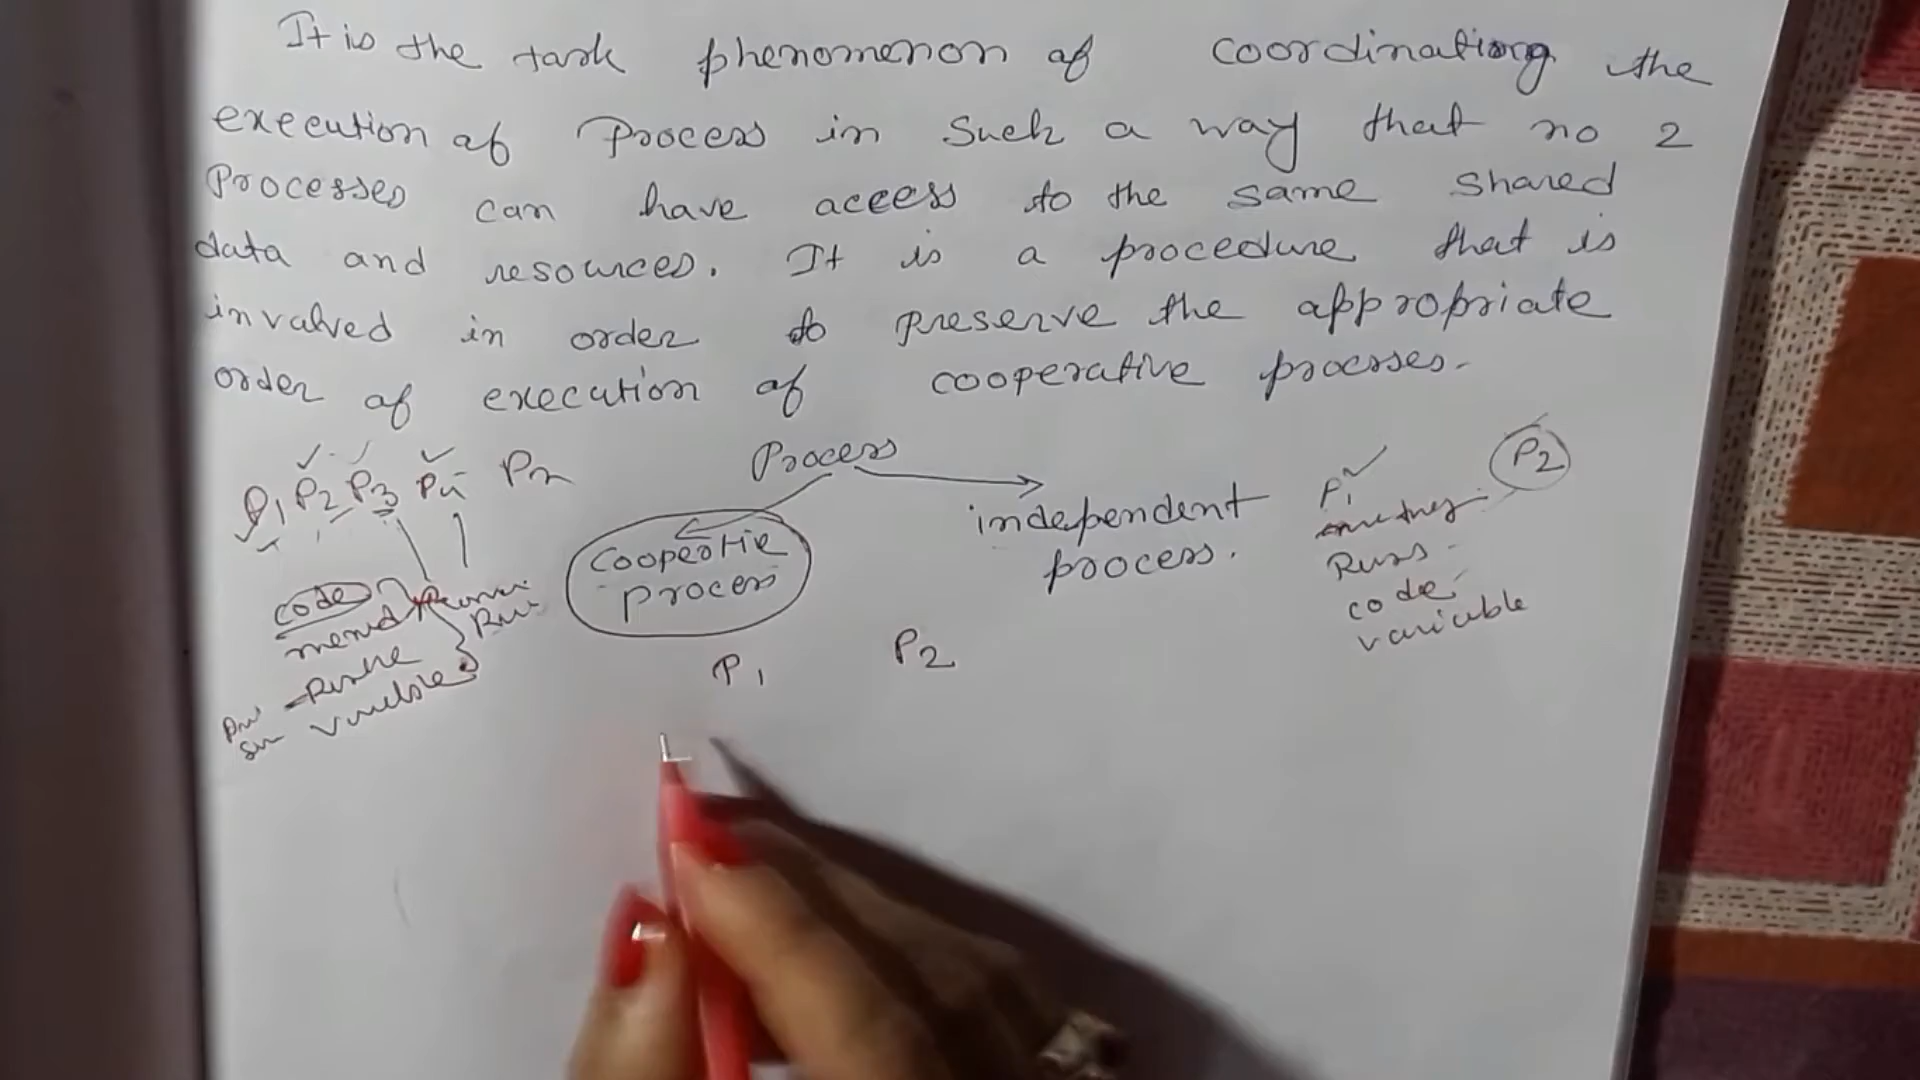 It is the task phenomenon of coordinationg the
execution of Process in such a way that no 2
Processes can have access to the same shared
data and resources. It is a procedure that is
involved in order to preserve the appropriate
order of execution of cooperative processes.
P1 P2 P3 P4 Pn
Process
Coopeative
process
independent
process.
P1
P2
code
variable
code
P1 P2